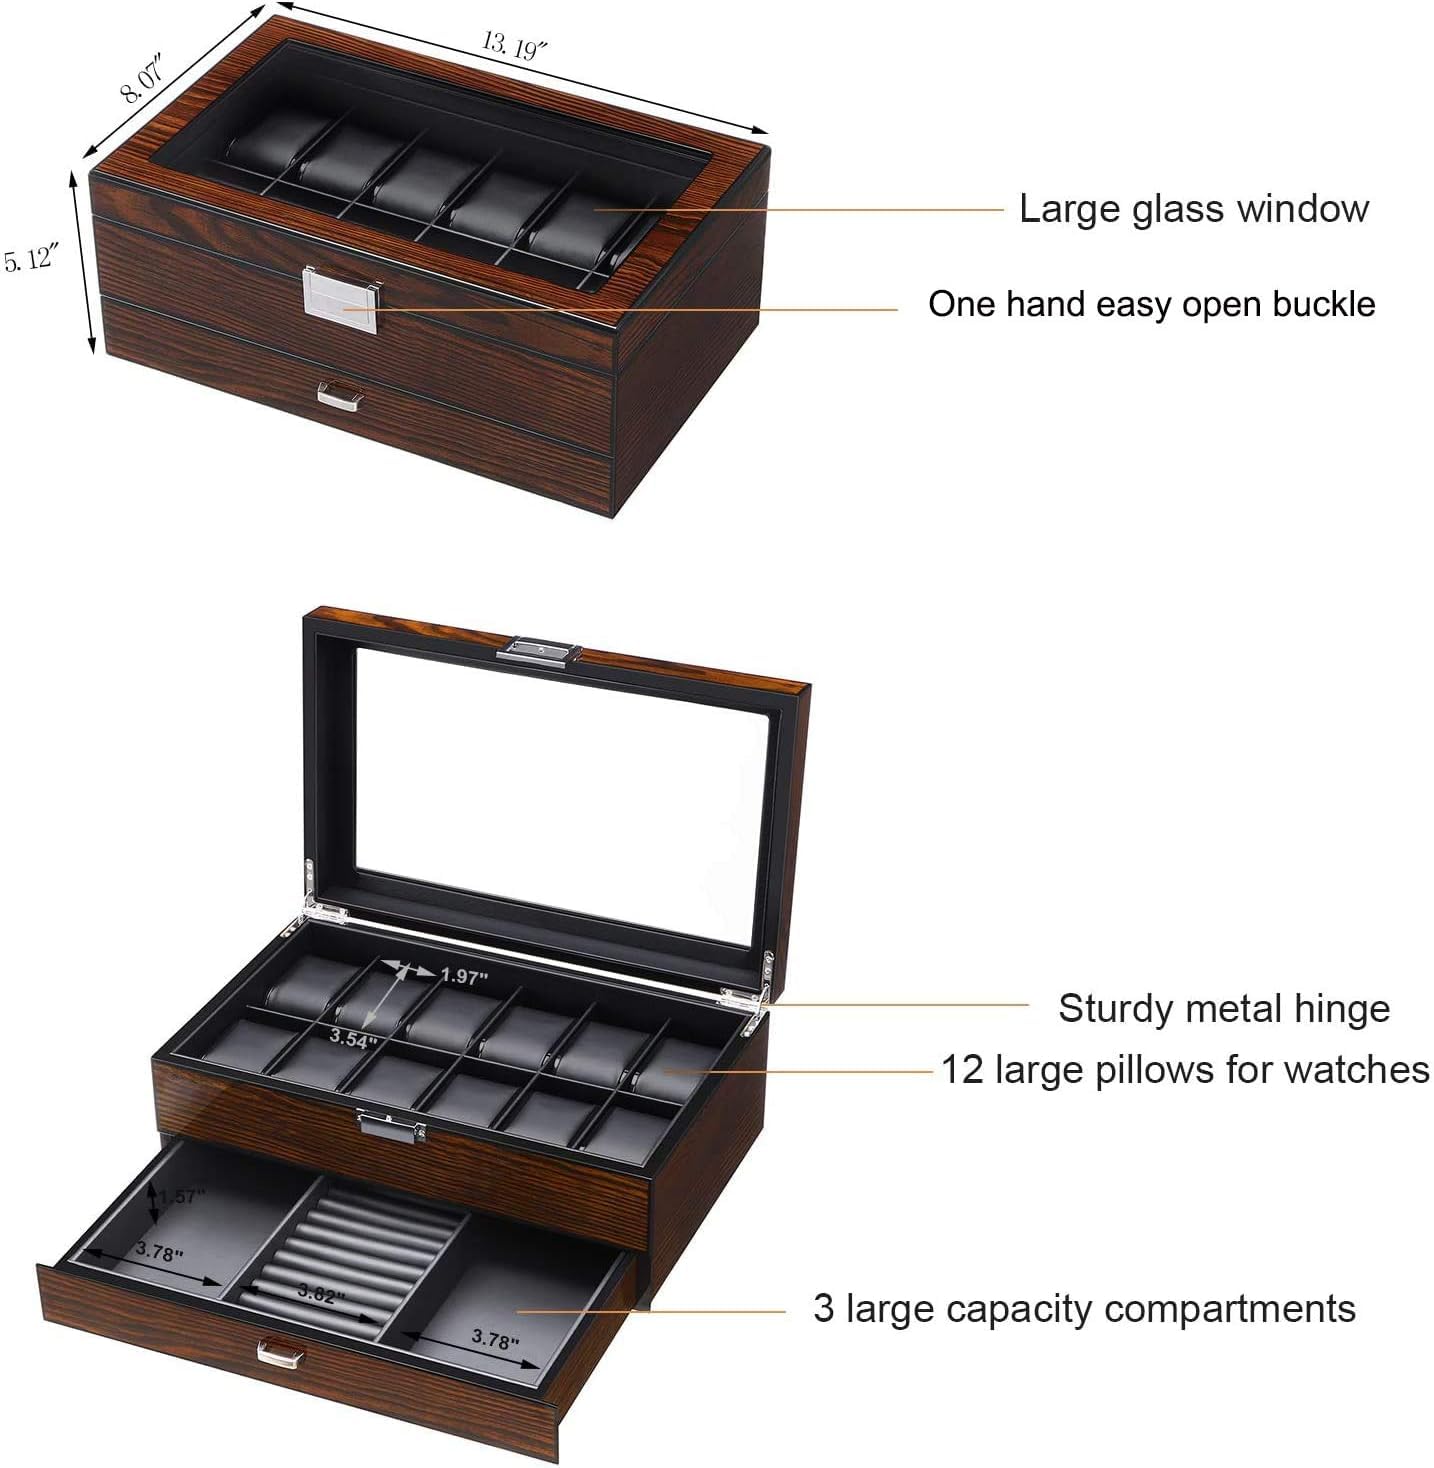 13.19"
8.07"
5.12"
Large glass window
One hand easy open buckle
1.97"
3.54"
Sturdy metal hinge
12 large pillows for watches
1.57"
3.78"
3.82"
3.78"
3 large capacity compartments